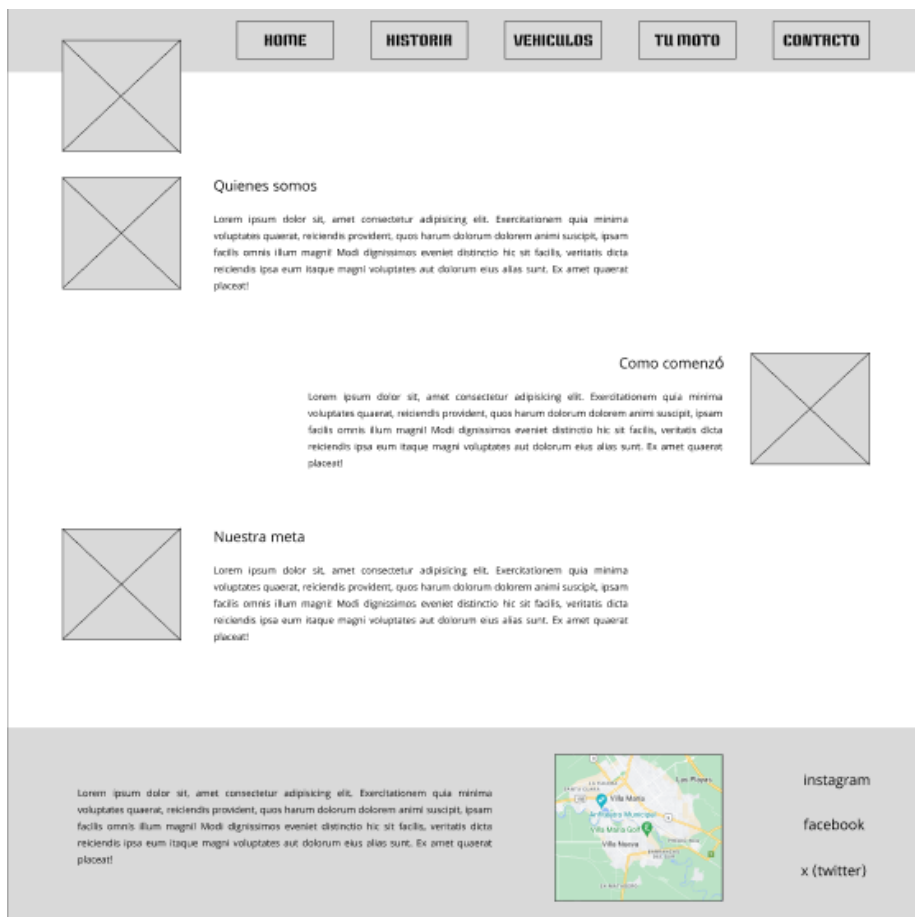 HOME
HISTORIA
VEHICULOS
TU MOTO
CONTACTO
Quienes somos
Lorem ipsum dolor sit, amet consectetur adipisicing elit. Exercitationem quia minima
voluptates quaerat, reiciendis provident, quos harum dolorum dolorem animi suscipit, ipsam
facilis omnis illum magni! Modi dignissimos eveniet distinctio hic sit facilis, veritatis dicta
reiciendis ipsa eum itaque magni voluptates aut dolorum eius alias sunt. Ex amet quaerat
placeat!
Como comenzó
Lorem ipsum dolor sit, amet consectetur adipisicing elit. Exercitationem quia minima
voluptates quaerat, reiciendis provident, quos harum dolorum dolorem animi suscipit, ipsam
facilis omnis illum magni! Modi dignissimos eveniet distinctio hic sit facilis, veritatis dicta
reiciendis ipsa eum itaque magni voluptates aut dolorum eius alias sunt. Ex amet quaerat
placeat!
Nuestra meta
Lorem ipsum dolor sit, amet consectetur adipisicing elit. Exercitationem quia minima
voluptates quaerat, reiciendis provident, quos harum dolorum dolorem animi suscipit, ipsam
facilis omnis illum magni! Modi dignissimos eveniet distinctio hic sit facilis, veritatis dicta
reiciendis ipsa eum itaque magni voluptates aut dolorum eius alias sunt. Ex amet quaerat
placeat!
Lorem ipsum dolor sit, amet consectetur adipisicing elit. Exercitationem quia minima
voluptates quaerat, reiciendis provident, quos harum dolorum dolorem animi suscipit, ipsam
facilis omnis illum magni! Modi dignissimos eveniet distinctio hic sit facilis, veritatis dicta
reiciendis ipsa eum itaque magni voluptates aut dolorum eius alias sunt. Ex amet quaerat
placeat!
LA CALERA
SANTA CLARA
Las Playas
Villa María
Anfiteatro Municipal
Villa María Golf
Villa Nueva
instagram
facebook
x (twitter)